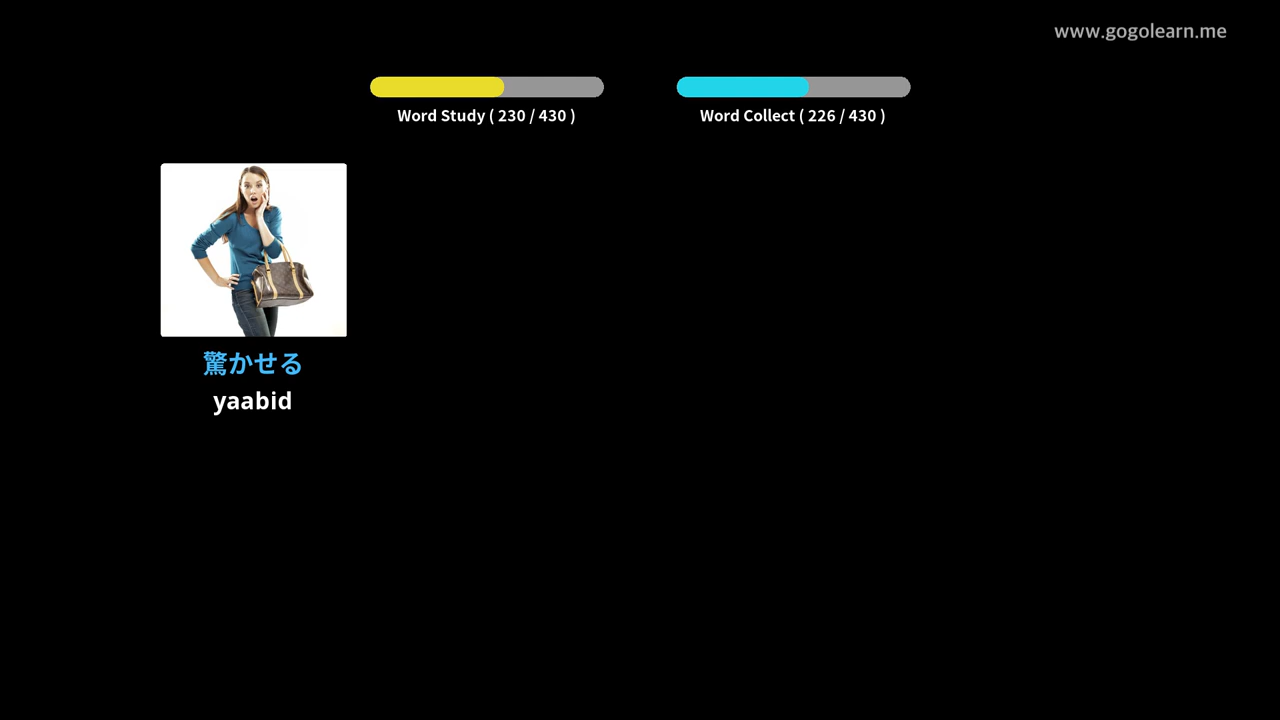 www.gogolearn.me
Word Study ( 230 / 430 )
Word Collect ( 226 / 430 )
驚かせる
yaabid